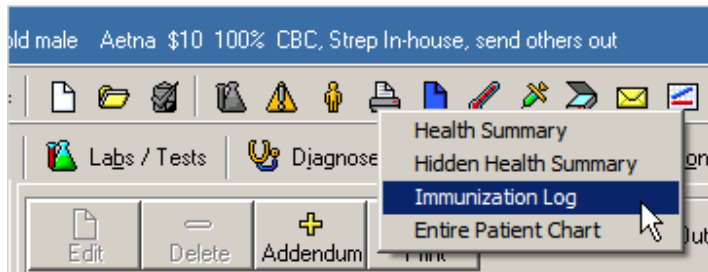 old male Aetna $10 100% CBC, Strep In-house, send others out
Health Summary
Labs / Tests
Diagnose
Hidden Health Summary
Immunization Log
Entire Patient Chart
Edit
Delete
Addendum
Print